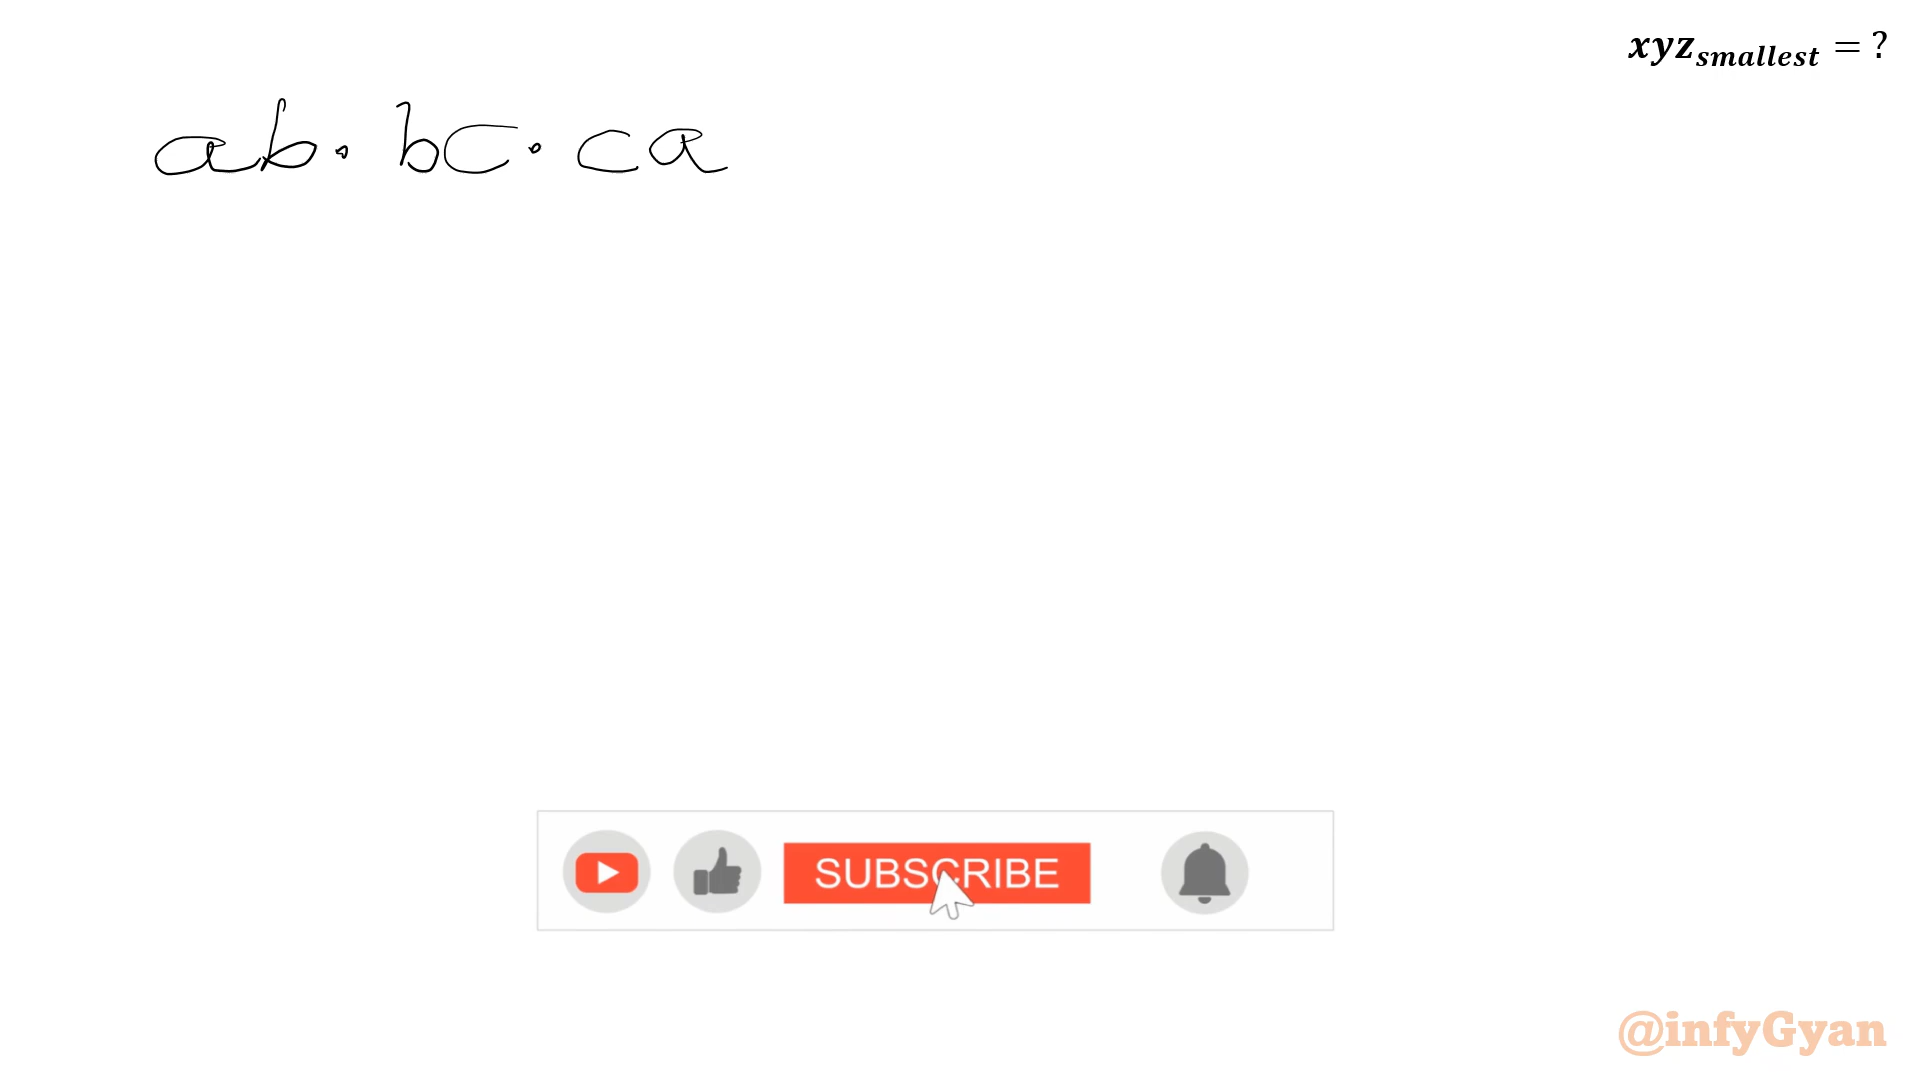 xyz_smallest = ?
ab · bc · ca
SUBSCRIBE
@infyGyan